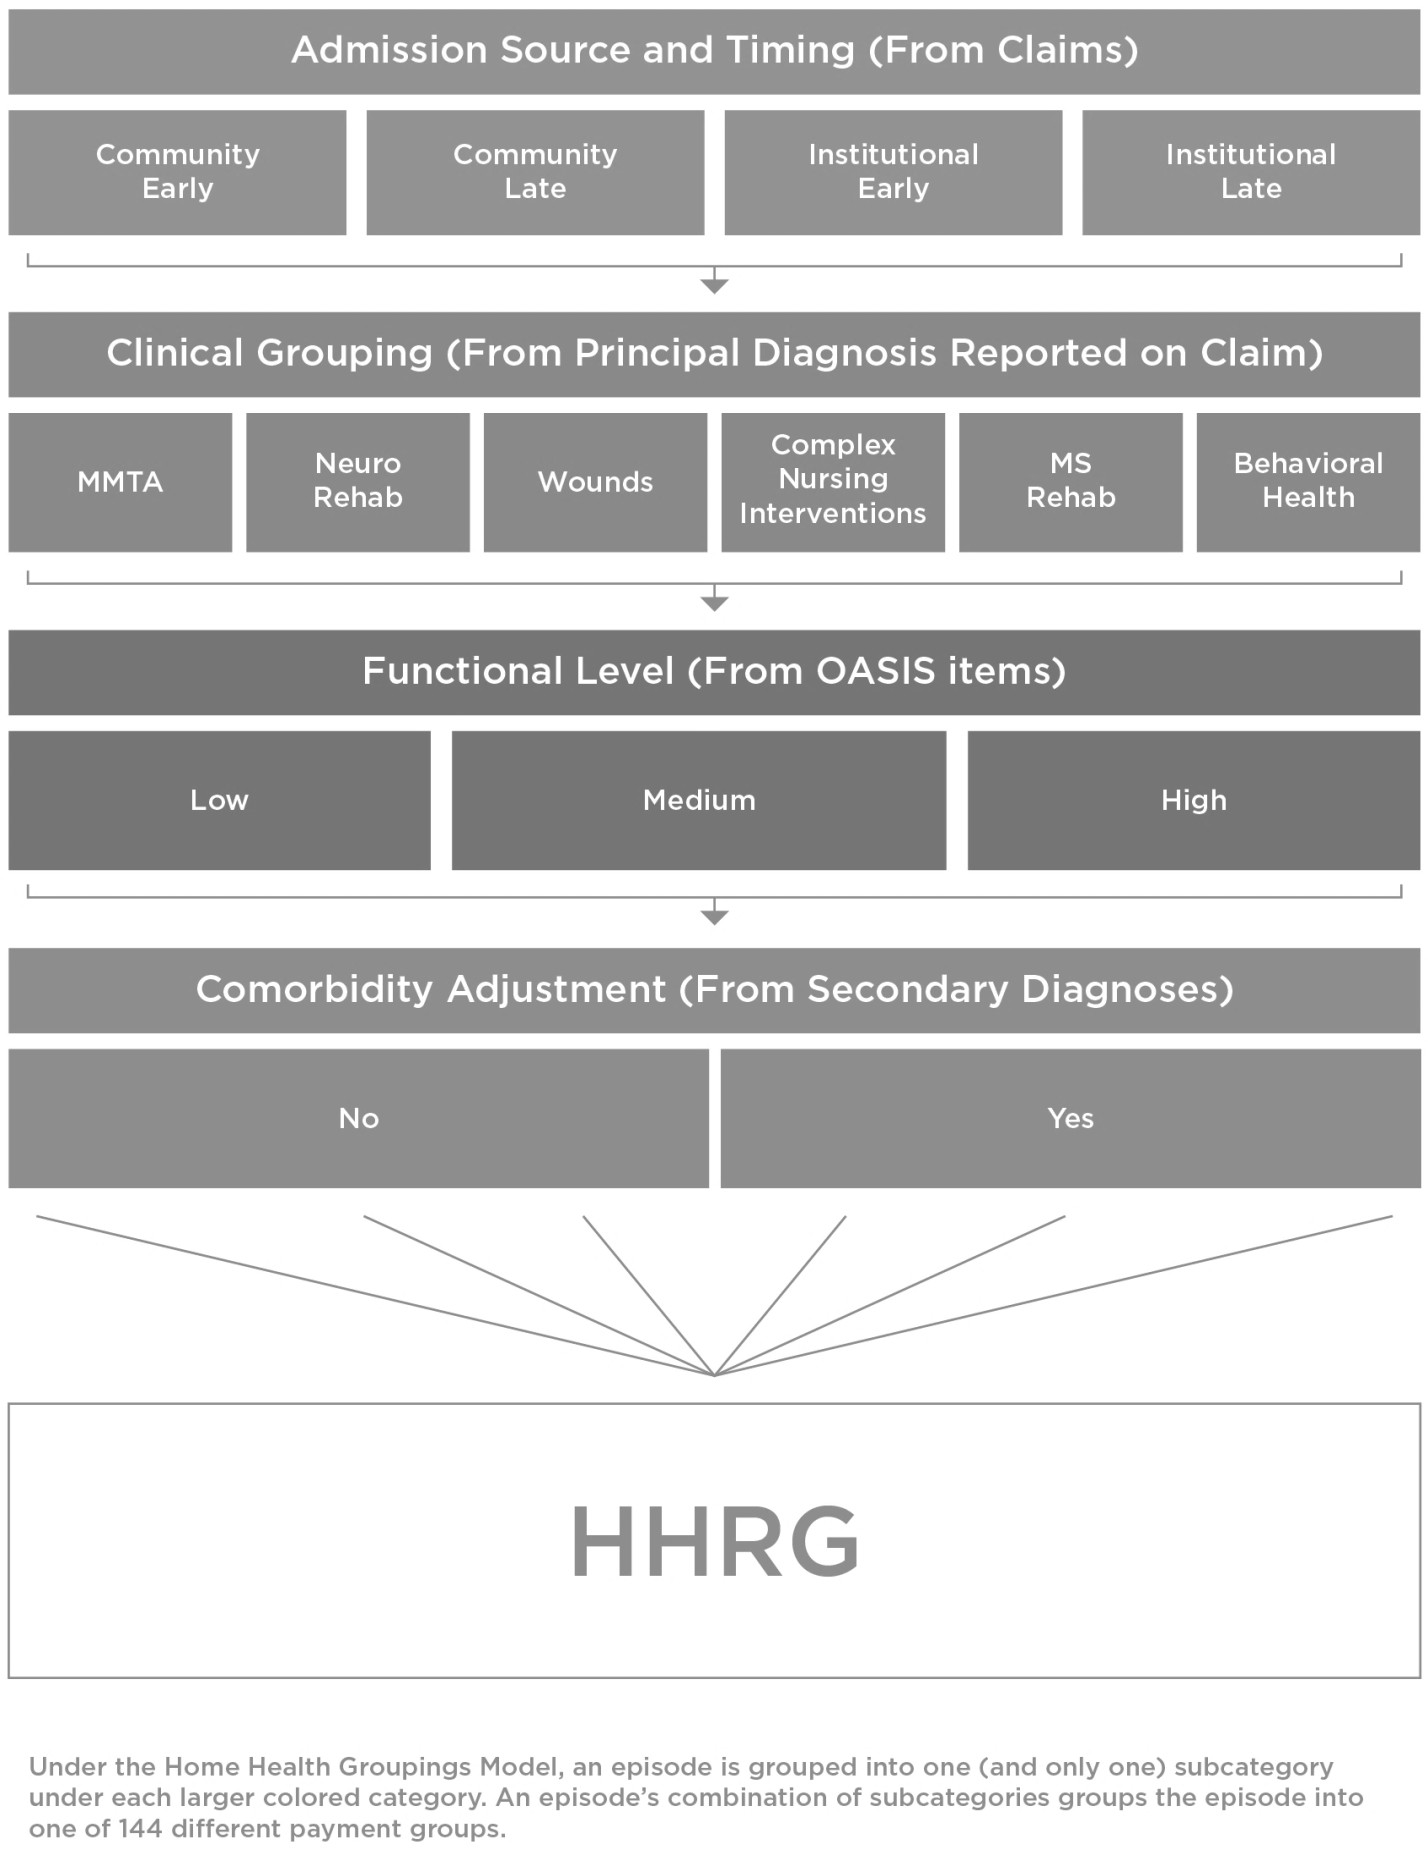 Admission Source and Timing (From Claims)
Community
Early
Community
Late
Institutional
Early
Institutional
Late
Clinical Grouping (From Principal Diagnosis Reported on Claim)
MMTA
Neuro
Rehab
Wounds
Complex
Nursing
Interventions
MS
Rehab
Behavioral
Health
Functional Level (From OASIS items)
Low
Medium
High
Comorbidity Adjustment (From Secondary Diagnoses)
No
Yes
HHRG
Under the Home Health Groupings Model, an episode is grouped into one (and only one) subcategory
under each larger colored category. An episode’s combination of subcategories groups the episode into
one of 144 different payment groups.